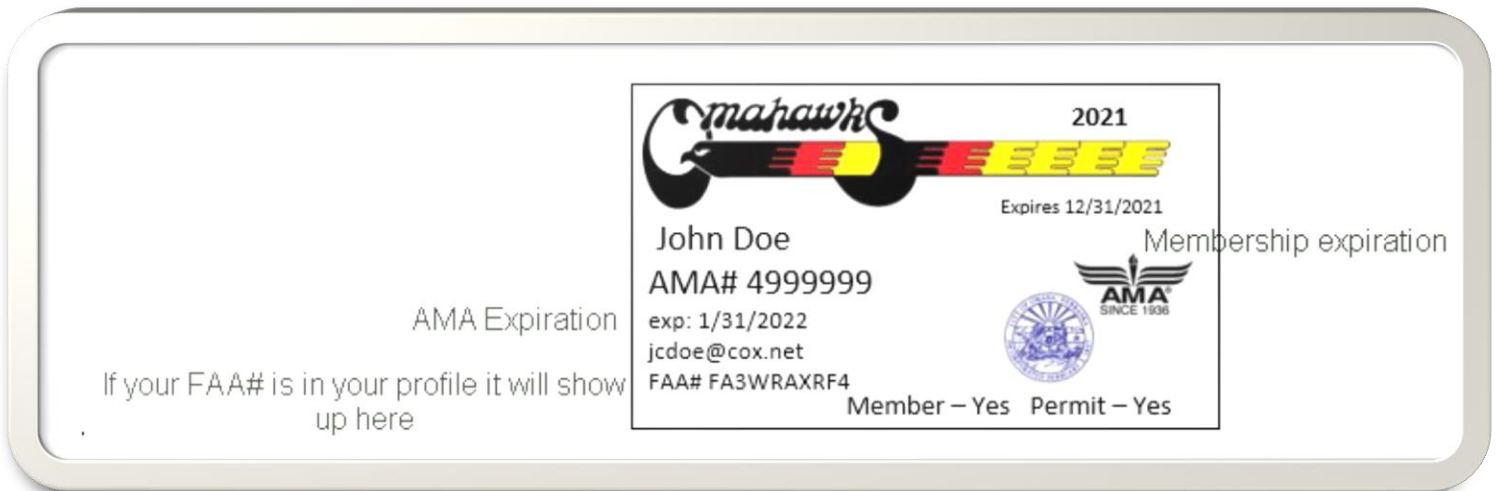 Omahawks
2021
Expires 12/31/2021
John Doe
Membership expiration
AMA# 4999999
AMA
SINCE 1936
AMA Expiration
exp: 1/31/2022
jcdoe@cox.net
If your FAA# is in your profile it will show
up here
FAA# FA3WRAXRF4
Member – Yes Permit – Yes